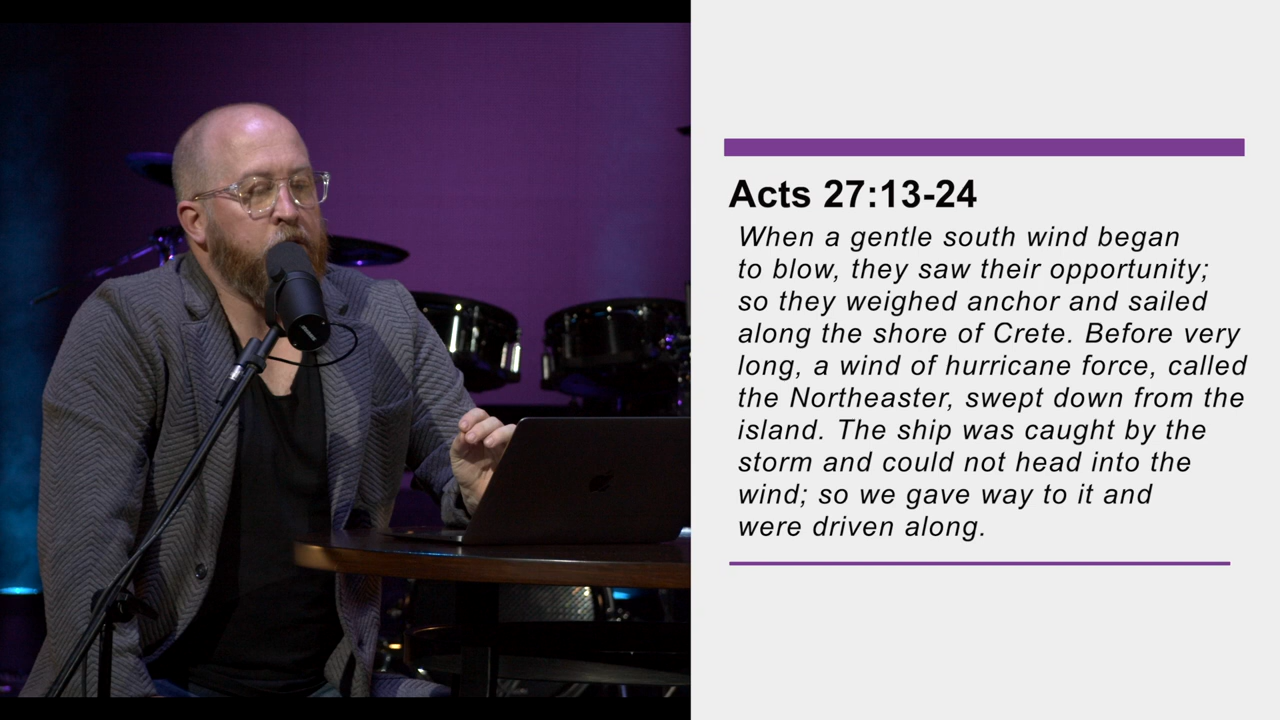 Acts 27:13-24
When a gentle south wind began
to blow, they saw their opportunity;
so they weighed anchor and sailed
along the shore of Crete. Before very
long, a wind of hurricane force, called
the Northeaster, swept down from the
island. The ship was caught by the
storm and could not head into the
wind; so we gave way to it and
were driven along.